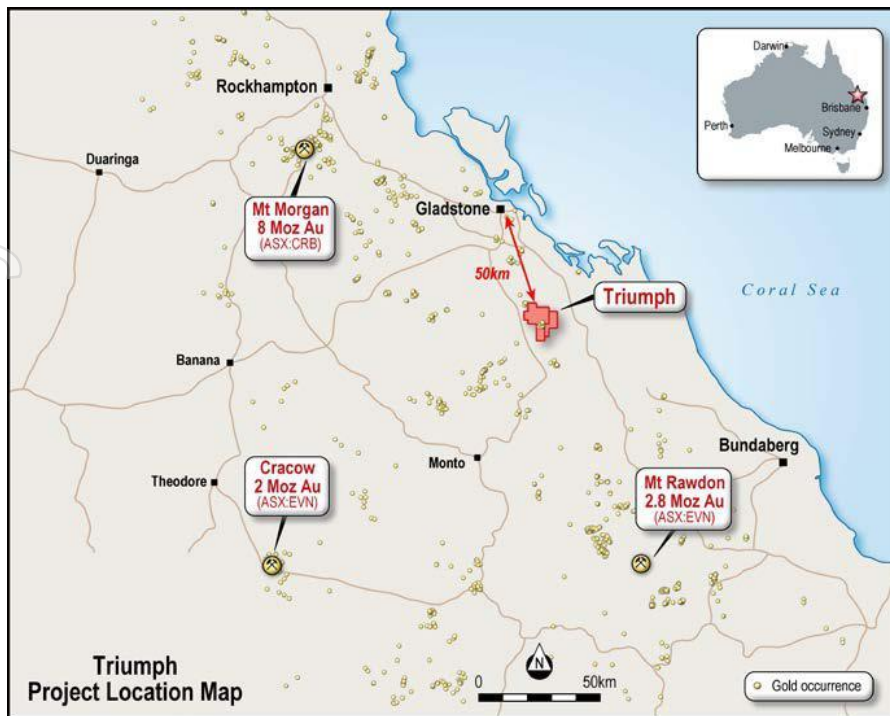 Darwin
Brisbane
Perth
Sydney
Melbourne
Rockhampton
Duaringa
Mt Morgan
8 Moz Au
(ASX:CRB)
Gladstone
50km
Triumph
Coral Sea
Banana
Bundaberg
Monto
Cracow
2 Moz Au
(ASX:EVN)
Theodore
Mt Rawdon
2.8 Moz Au
(ASX:EVN)
Triumph
Project Location Map
N
0 50km
Gold occurrence